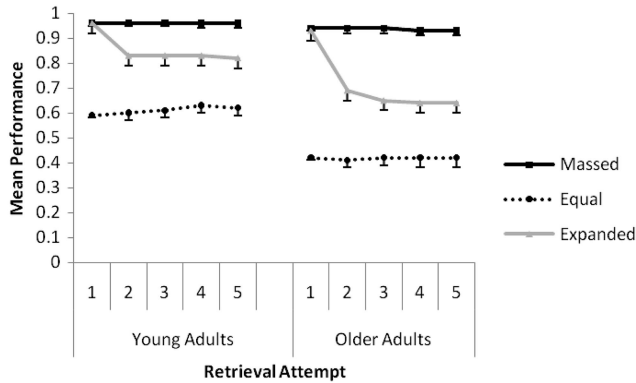 1
0.9
0.8
0.7
0.6
0.5
0.4
0.3
0.2
0.1
0
Mean Performance
1 2 3 4 5 1 2 3 4 5
Young Adults Older Adults
Retrieval Attempt
Massed
Equal
Expanded